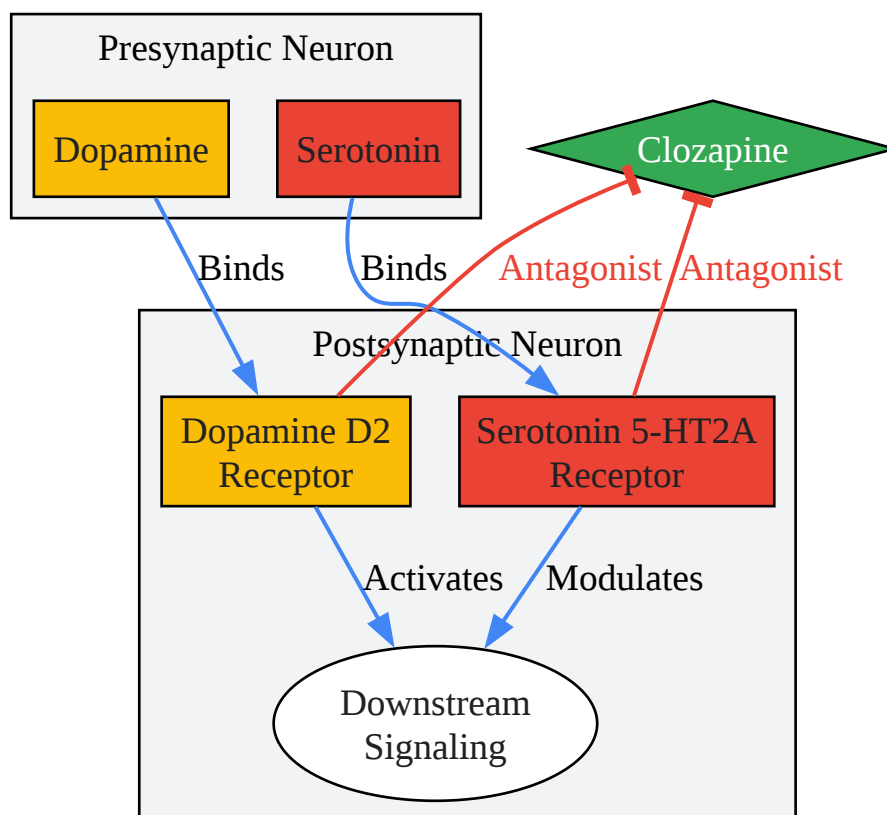 Presynaptic Neuron
Dopamine
Serotonin
Clozapine
Binds
Binds
Antagonist
Antagonist
Postsynaptic Neuron
Dopamine D2
Receptor
Serotonin 5-HT2A
Receptor
Activates
Modulates
Downstream
Signaling